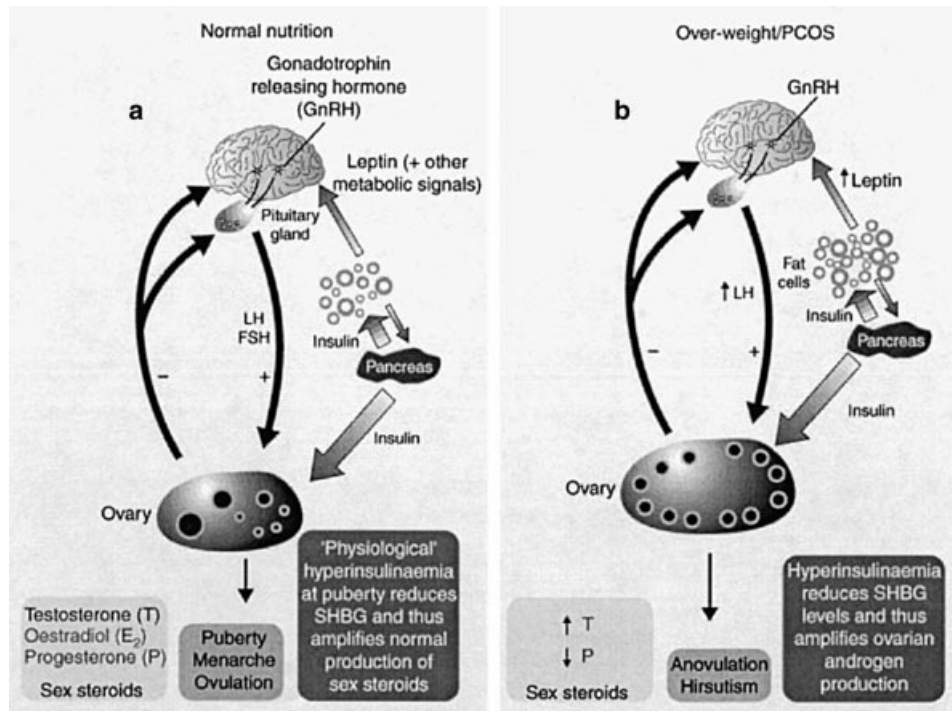 Normal nutrition
Gonadotrophin
releasing hormone
(GnRH)
a
Leptin (+ other
metabolic signals)
Pituitary
gland
LH
FSH
Insulin
Pancreas
–
+
Insulin
Ovary
'Physiological'
hyperinsulinaemia
at puberty reduces
SHBG and thus
amplifies normal
production of
sex steroids
Testosterone (T)
Oestradiol (E₂)
Progesterone (P)
Sex steroids
Puberty
Menarche
Ovulation
Over-weight/PCOS
GnRH
b
↑Leptin
Fat
cells
↑ LH
Insulin
Pancreas
–
+
Insulin
Ovary
Hyperinsulinaemia
reduces SHBG
levels and thus
amplifies ovarian
androgen
production
↑ T
↓ P
Sex steroids
Anovulation
Hirsutism